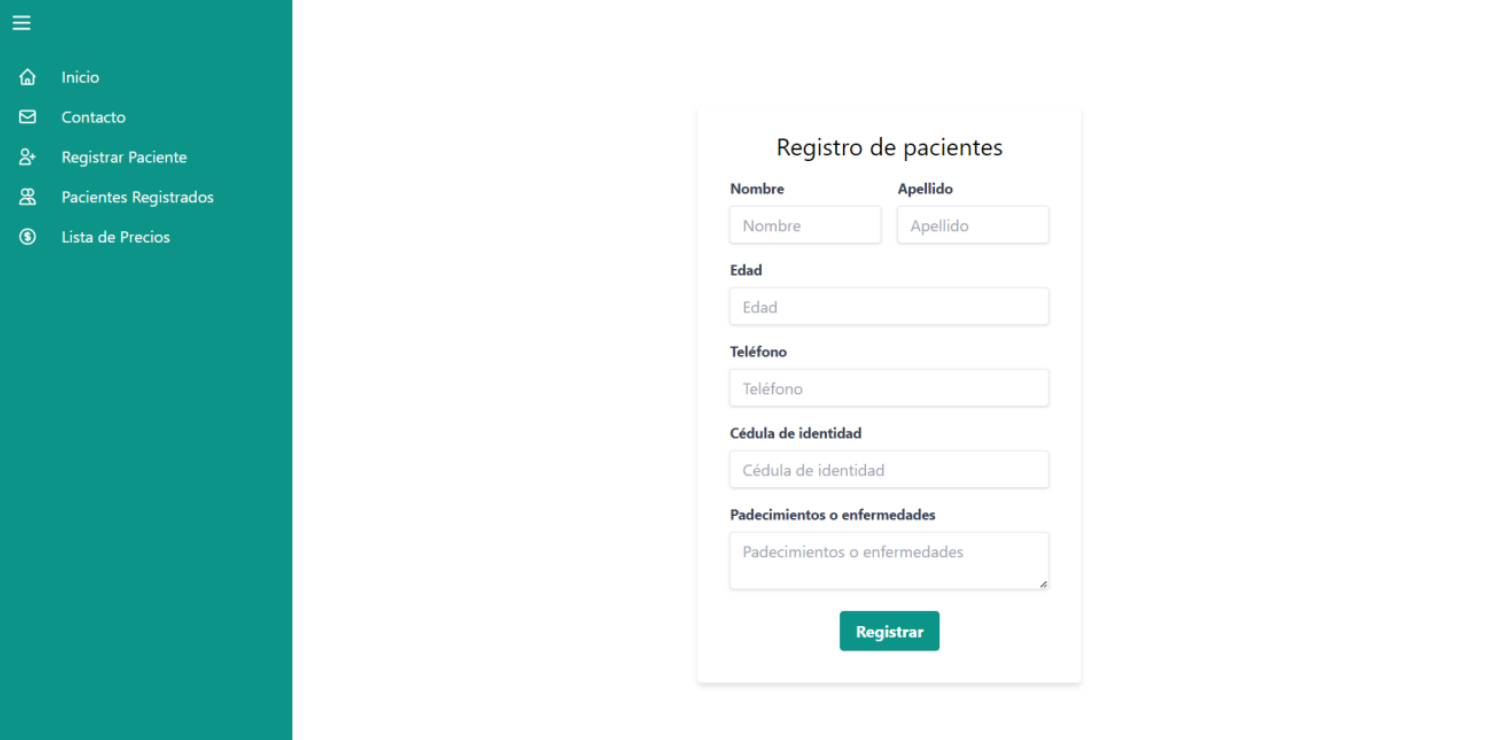 Inicio
Contacto
Registrar Paciente
Pacientes Registrados
Lista de Precios
Registro de pacientes
Nombre Apellido
Nombre Apellido
Edad
Edad
Teléfono
Teléfono
Cédula de identidad
Cédula de identidad
Padecimientos o enfermedades
Padecimientos o enfermedades
Registrar